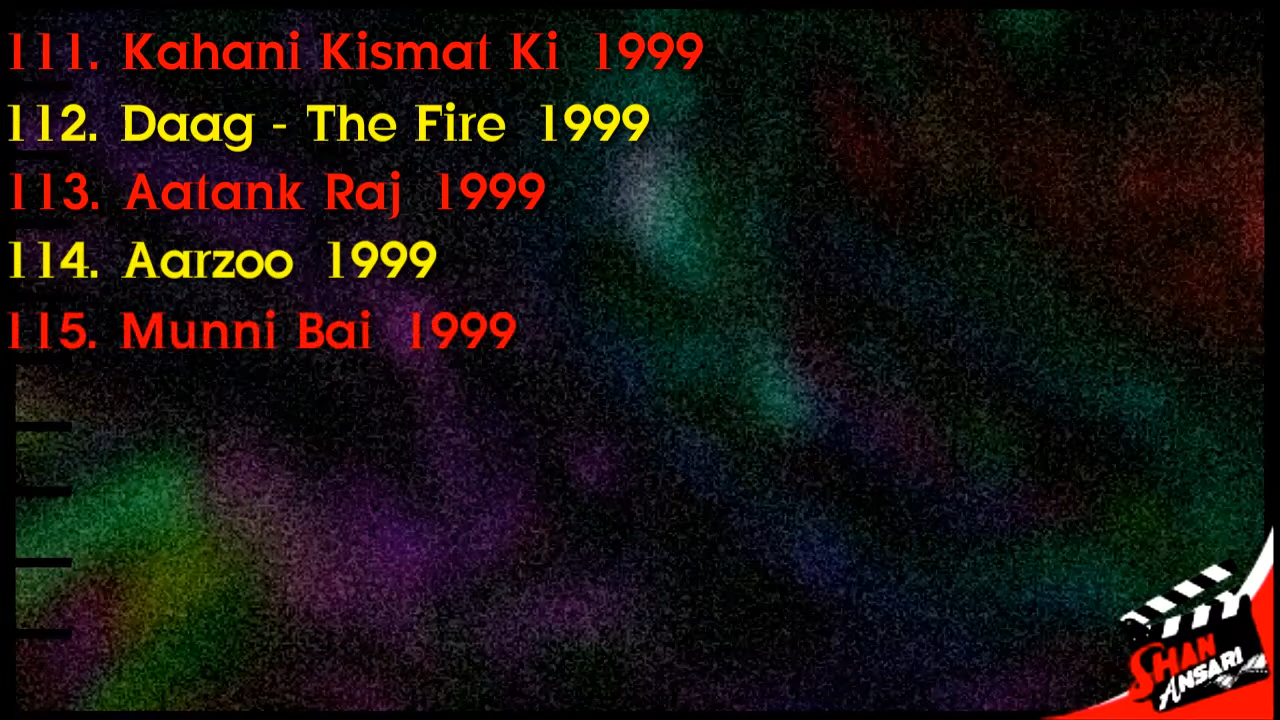 111. Kahani Kismat Ki 1999
112. Daag - The Fire 1999
113. Aatank Raj 1999
114. Aarzoo 1999
115. Munni Bai 1999
SHAN
ANSARI